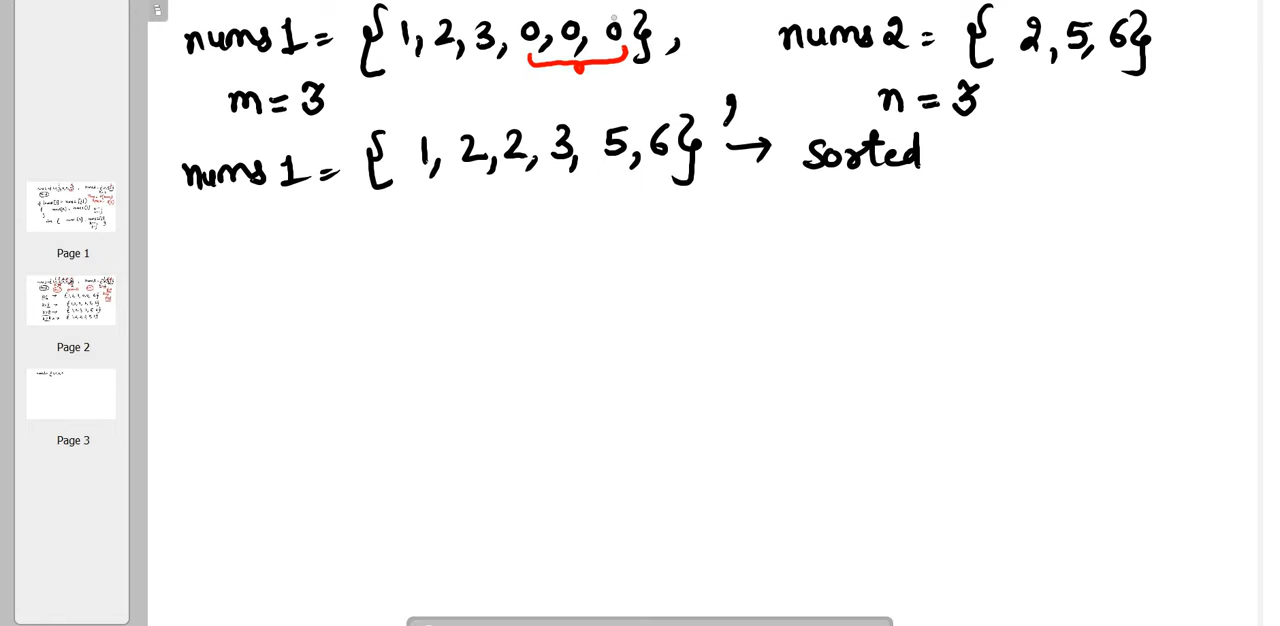 nums1 = { 1, 2, 3, 0, 0, 0 } , nums2 = { 2, 5, 6 }
m = 3 , n = 3
nums1 = { 1, 2, 2, 3, 5, 6 } → sorted
Page 1
Page 2
Page 3